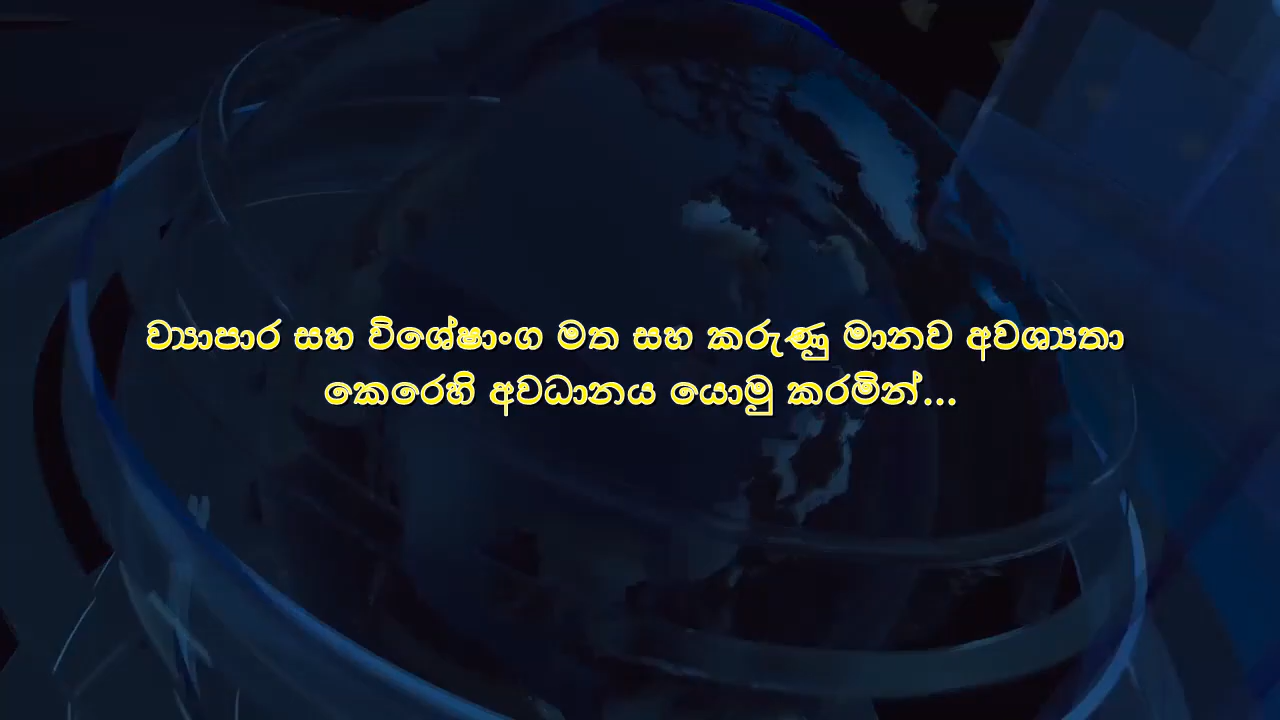 ව්‍යාපාර සහ විශේෂාංග මත සහ කරුණු මානව අවශ්‍යතා
කෙරෙහි අවධානය යොමු කරමින්...